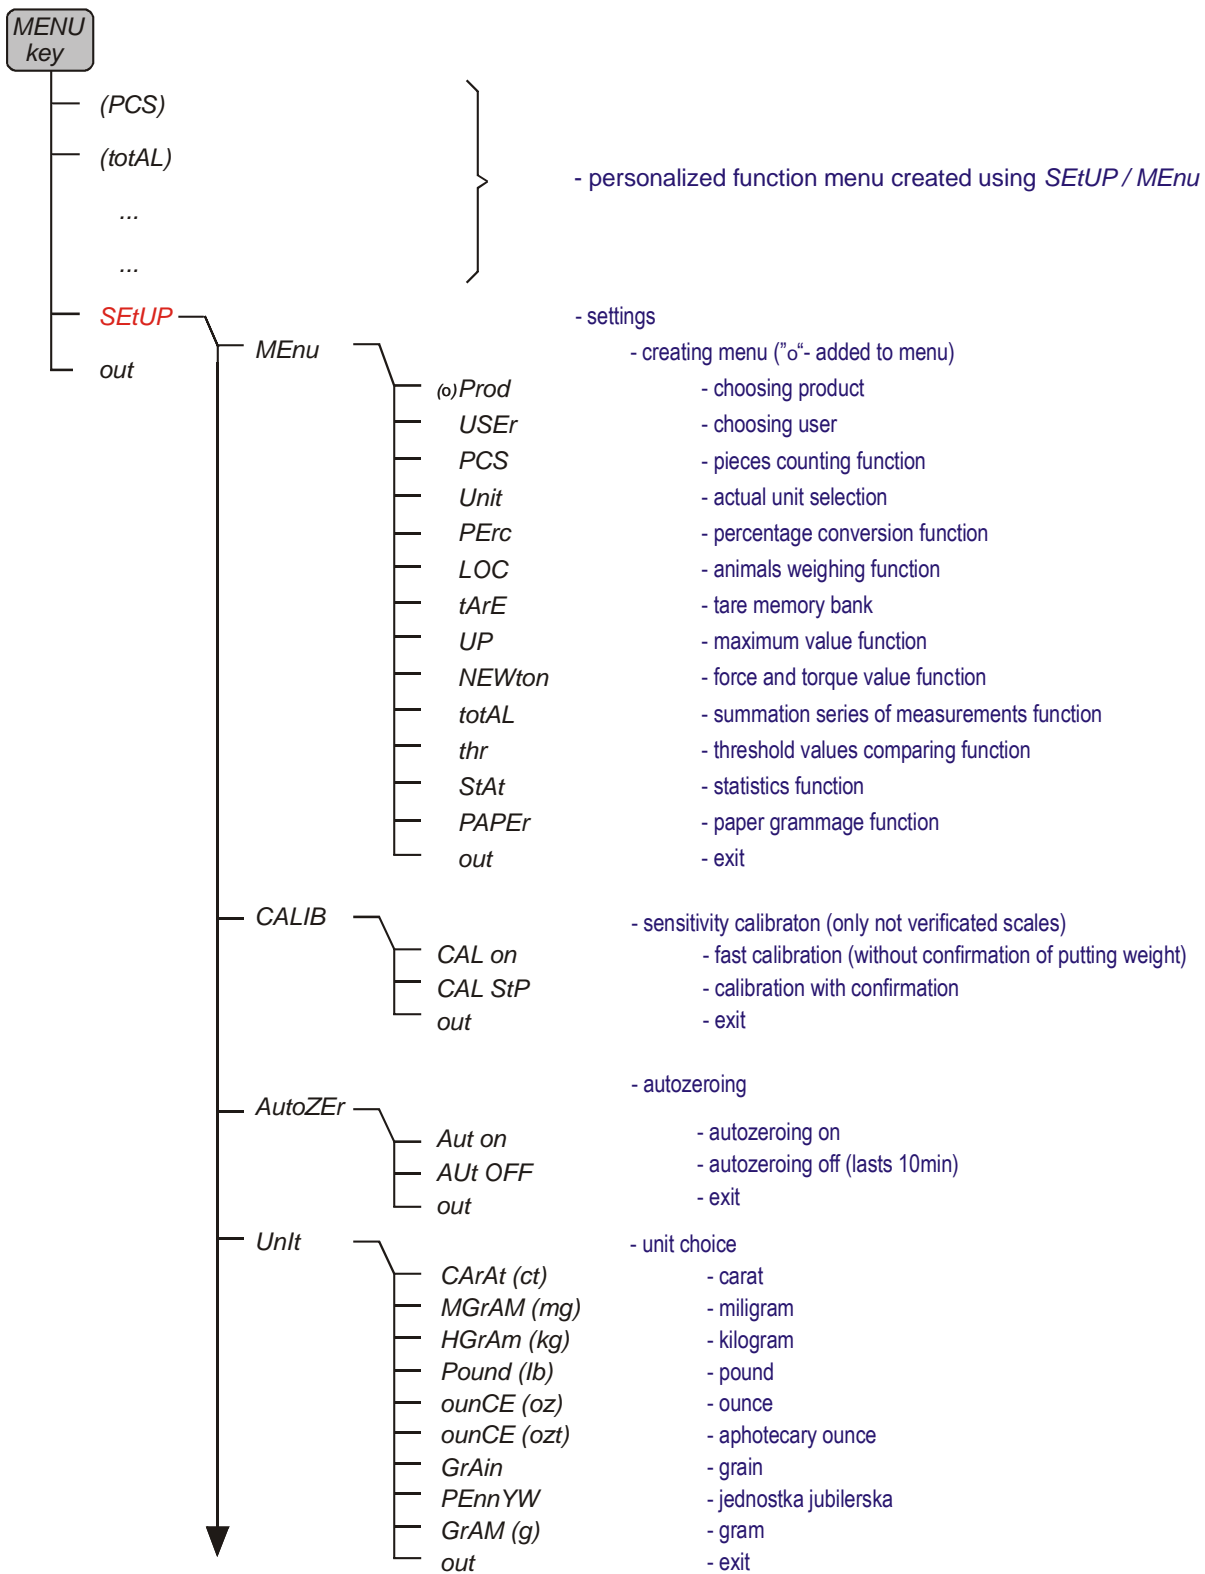 MENU
key
(PCS)
(totAL)
...
...
- personalized function menu created using SEtUP / MEnu
SEtUP - settings
MEnu - creating menu ("o“- added to menu)
out
(o) Prod - choosing product
USEr - choosing user
PCS - pieces counting function
Unit - actual unit selection
PErc - percentage conversion function
LOC - animals weighing function
tArE - tare memory bank
UP - maximum value function
NEWton - force and torque value function
totAL - summation series of measurements function
thr - threshold values comparing function
StAt - statistics function
PAPEr - paper grammage function
out - exit
CALIB - sensitivity calibraton (only not verificated scales)
CAL on - fast calibration (without confirmation of putting weight)
CAL StP - calibration with confirmation
out - exit
AutoZEr - autozeroing
Aut on - autozeroing on
AUt OFF - autozeroing off (lasts 10min)
out - exit
UnIt - unit choice
CArAt (ct) - carat
MGrAM (mg) - miligram
HGrAm (kg) - kilogram
Pound (lb) - pound
ounCE (oz) - ounce
ounCE (ozt) - aphotecary ounce
GrAin - grain
PEnnYW - jednostka jubilerska
GrAM (g) - gram
out - exit